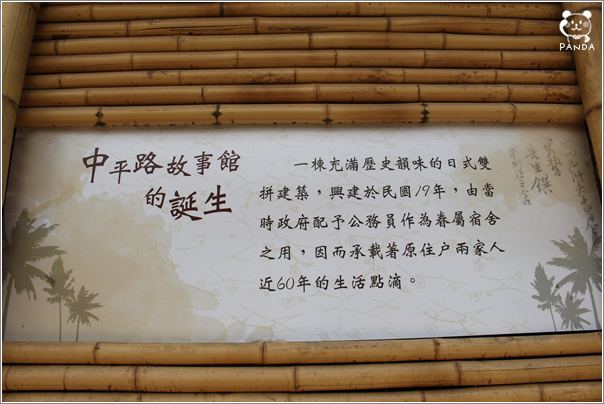 PANDA
中平路故事館
的誕生
一棟充滿歷史韻味的日式雙
拼建築，興建於民國19年，由當
時政府配予公務員作為眷屬宿舍
之用，因而承載著原住戶兩家人
近60年的生活點滴。